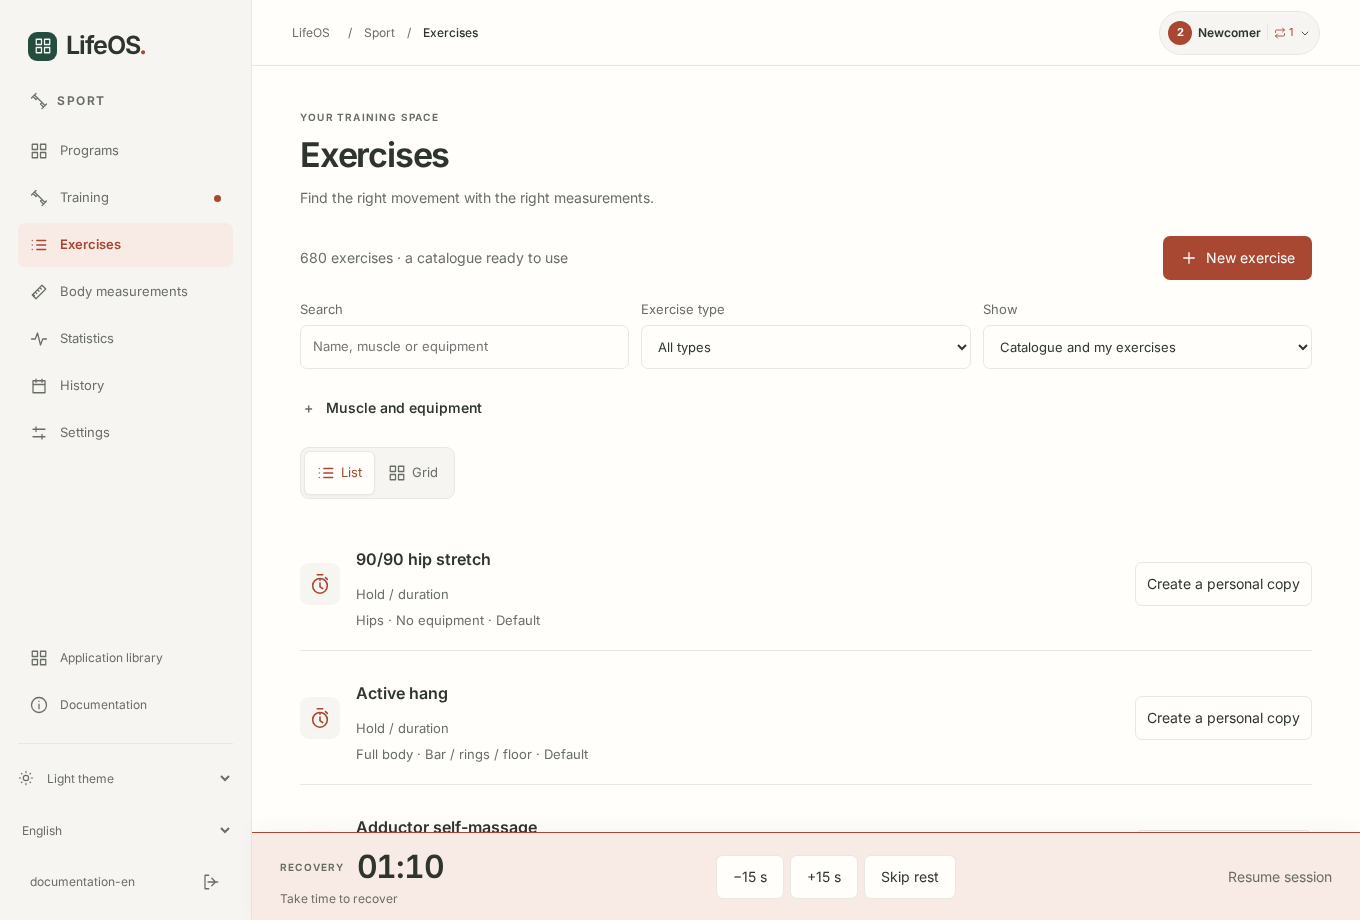 LifeOS.
SPORT
Programs
Training
Exercises
Body measurements
Statistics
History
Settings
Application library
Documentation
Light theme
English
documentation-en
LifeOS / Sport / Exercises
2 Newcomer 1
YOUR TRAINING SPACE
Exercises
Find the right movement with the right measurements.
680 exercises · a catalogue ready to use
+ New exercise
Search
Exercise type
Show
Name, muscle or equipment
All types
Catalogue and my exercises
+ Muscle and equipment
List
Grid
90/90 hip stretch
Hold / duration
Hips · No equipment · Default
Create a personal copy
Active hang
Hold / duration
Full body · Bar / rings / floor · Default
Create a personal copy
Adductor self-massage
RECOVERY 01:10
Take time to recover
−15 s
+15 s
Skip rest
Resume session